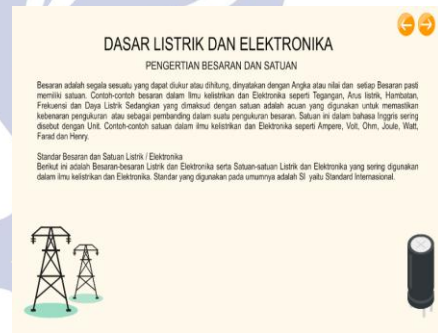 DASAR LISTRIK DAN ELEKTRONIKA
PENGERTIAN BESARAN DAN SATUAN
Besaran adalah segala sesuatu yang dapat diukur atau dihitung, dinyatakan dengan Angka atau nilai dan setiap Besaran pasti
memiliki satuan. Contoh-contoh besaran dalam ilmu kelistrikan dan Elektronika seperti Tegangan, Arus listrik, Hambatan,
Frekuensi dan Daya Listrik Sedangkan yang dimaksud dengan satuan adalah acuan yang digunakan untuk memastikan
kebenaran pengukuran atau sebagai pembanding dalam suatu pengukuran besaran. Satuan ini dalam bahasa Inggris sering
disebut dengan Unit. Contoh-contoh satuan dalam ilmu kelistrikan dan Elektronika seperti Ampere, Volt, Ohm, Joule, Watt,
Farad dan Henry.
Standar Besaran dan Satuan Listrik / Elektronika
Berikut ini adalah Besaran-besaran Listrik dan Elektronika serta Satuan-satuan Listrik dan Elektronika yang sering digunakan
dalam imu kelistrikan dan Elektronika. Standar yang digunakan pada umumnya adalah SI yaitu Standard Internasional.